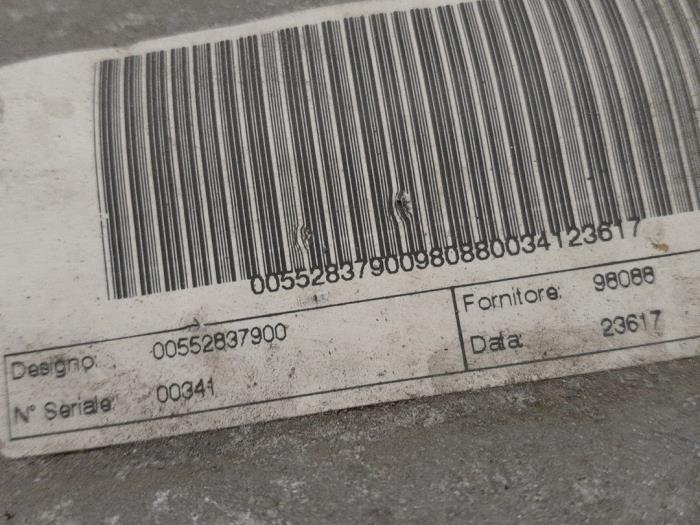 00552837900980880034123617
Designo: 00552837900
Fornitore: 98088
N° Seriale: 00341
Data: 23617